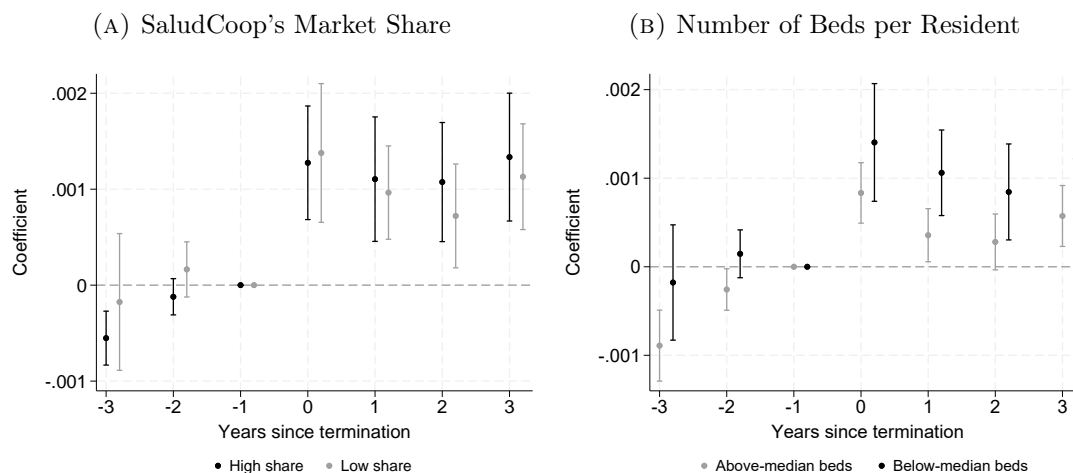 (A) SaludCoop's Market Share
(B) Number of Beds per Resident
.002
.001
0
-.001
Coefficient
-3 -2 -1 0 1 2 3
Years since termination
High share Low share
.002
.001
0
-.001
Coefficient
-3 -2 -1 0 1 2 3
Years since termination
Above-median beds Below-median beds